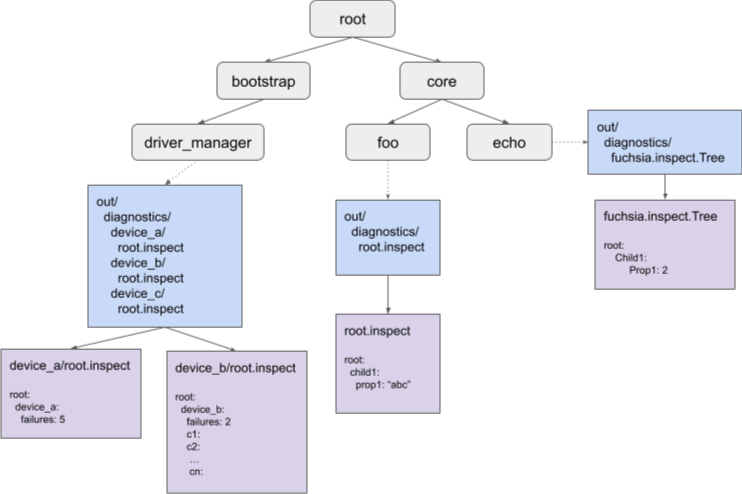 root
bootstrap
core
driver_manager
foo
echo
out/
diagnostics/
fuchsia.inspect.Tree
out/
diagnostics/
device_a/
root.inspect
device_b/
root.inspect
device_c/
root.inspect
out/
diagnostics/
root.inspect
fuchsia.inspect.Tree
root:
Child1:
Prop1: 2
device_a/root.inspect
root:
device_a:
failures: 5
device_b/root.inspect
root:
device_b:
failures: 2
c1:
c2:
…
cn:
root.inspect
root:
child1:
prop1: “abc”